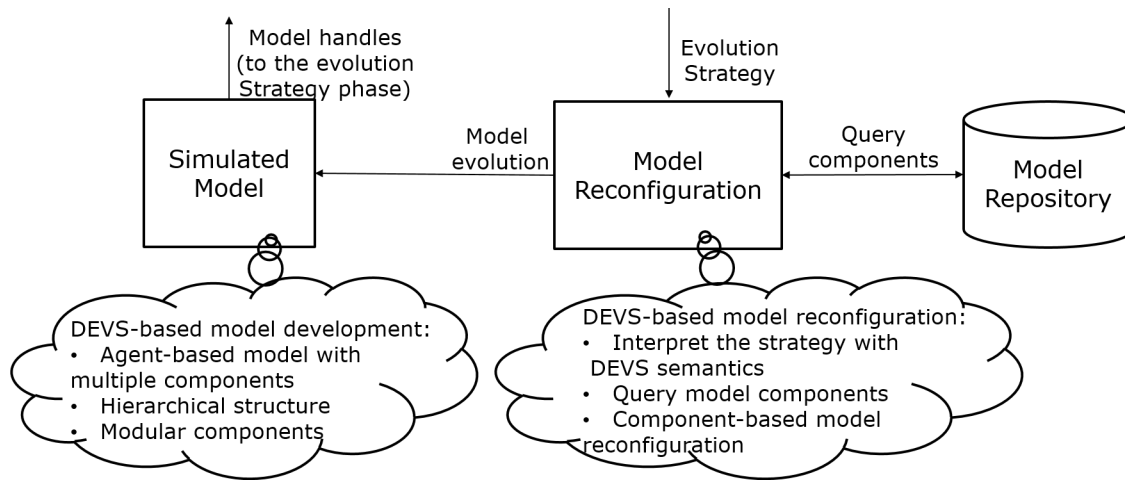 Model handles
(to the evolution
Strategy phase)
Evolution
Strategy
Simulated
Model
Model
evolution
Model
Reconfiguration
Query
components
Model
Repository
DEVS-based model development:
• Agent-based model with
multiple components
• Hierarchical structure
• Modular components
DEVS-based model reconfiguration:
• Interpret the strategy with
DEVS semantics
• Query model components
• Component-based model
reconfiguration